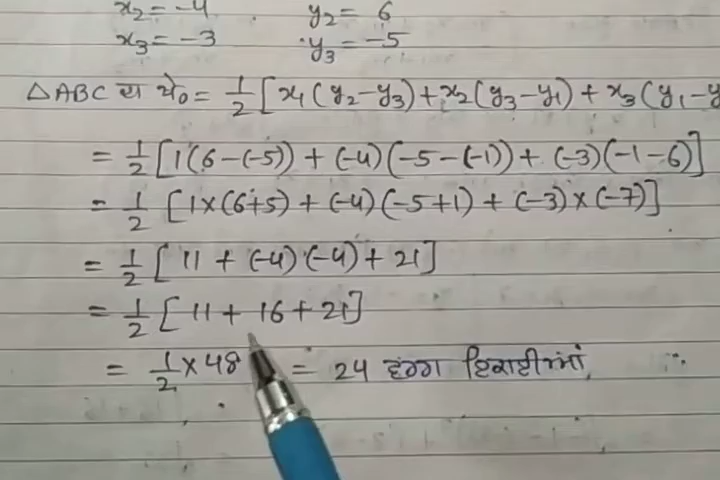 x₂ = -4 y₂ = 6
x₃ = -3 y₃ = -5
△ABC ਦਾ ਖੇ० = 1/2 [x₁(y₂-y₃)+x₂(y₃-y₁)+x₃(y₁-y
= 1/2 [1(6-(-5)) + (-4)(-5-(-1)) + (-3)(-1-6)]
= 1/2 [1×(6+5) + (-4)(-5+1) + (-3)×(-7)]
= 1/2 [11 + (-4)(-4) + 21]
= 1/2 [11 + 16 + 21]
= 1/2 × 48 = 24 ਵਰਗ ਇਕਾਈਆਂ